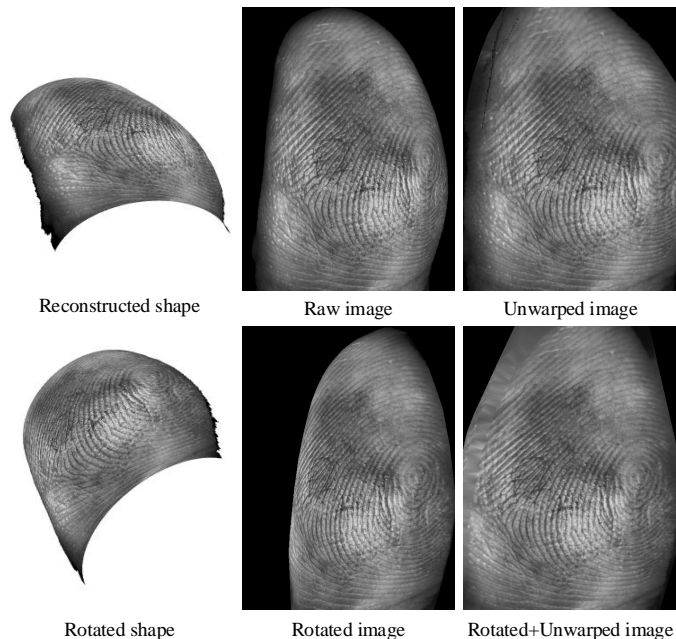 Reconstructed shape
Raw image
Unwarped image
Rotated shape
Rotated image
Rotated+Unwarped image